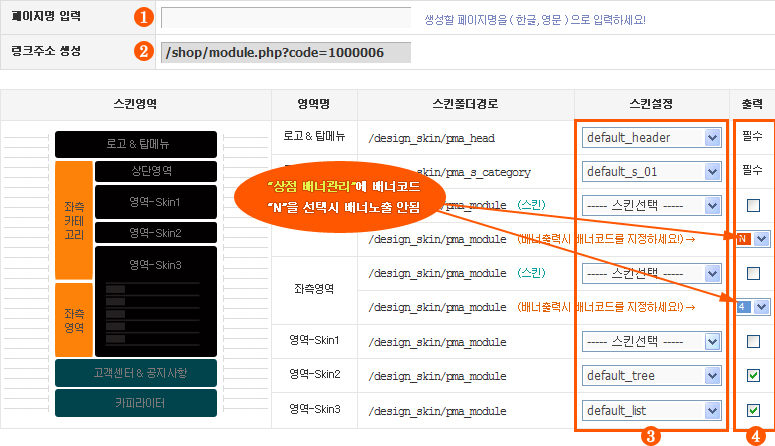 페이지명 입력 1 생성할 페이지명을 ( 한글, 영문 ) 으로 입력하세요!
링크주소 생성 2 /shop/module.php?code=1000006
스킨영역 영역명 스킨폴더경로 스킨설정 출력
로고 & 탑메뉴
상단영역
좌측
카테
고리
영역-Skin1
영역-Skin2
영역-Skin3
좌측
영역
고객센터 & 공지사항
카피라이터
로고 & 탑메뉴 /design_skin/pma_head default_header 필수
/design_skin/pma_s_category default_s_01 필수
"상점 배너관리"에 배너코드
"N"을 선택시 배너노출 안됨
pma_module (스킨) ----- 스킨선택 -----
/design_skin/pma_module (배너출력시 배너코드를 지정하세요!)→ N
좌측영역
/design_skin/pma_module (스킨) ----- 스킨선택 -----
/design_skin/pma_module (배너출력시 배너코드를 지정하세요!)→ 4
영역-Skin1 /design_skin/pma_module ----- 스킨선택 -----
영역-Skin2 /design_skin/pma_module default_tree
영역-Skin3 /design_skin/pma_module default_list
3 4